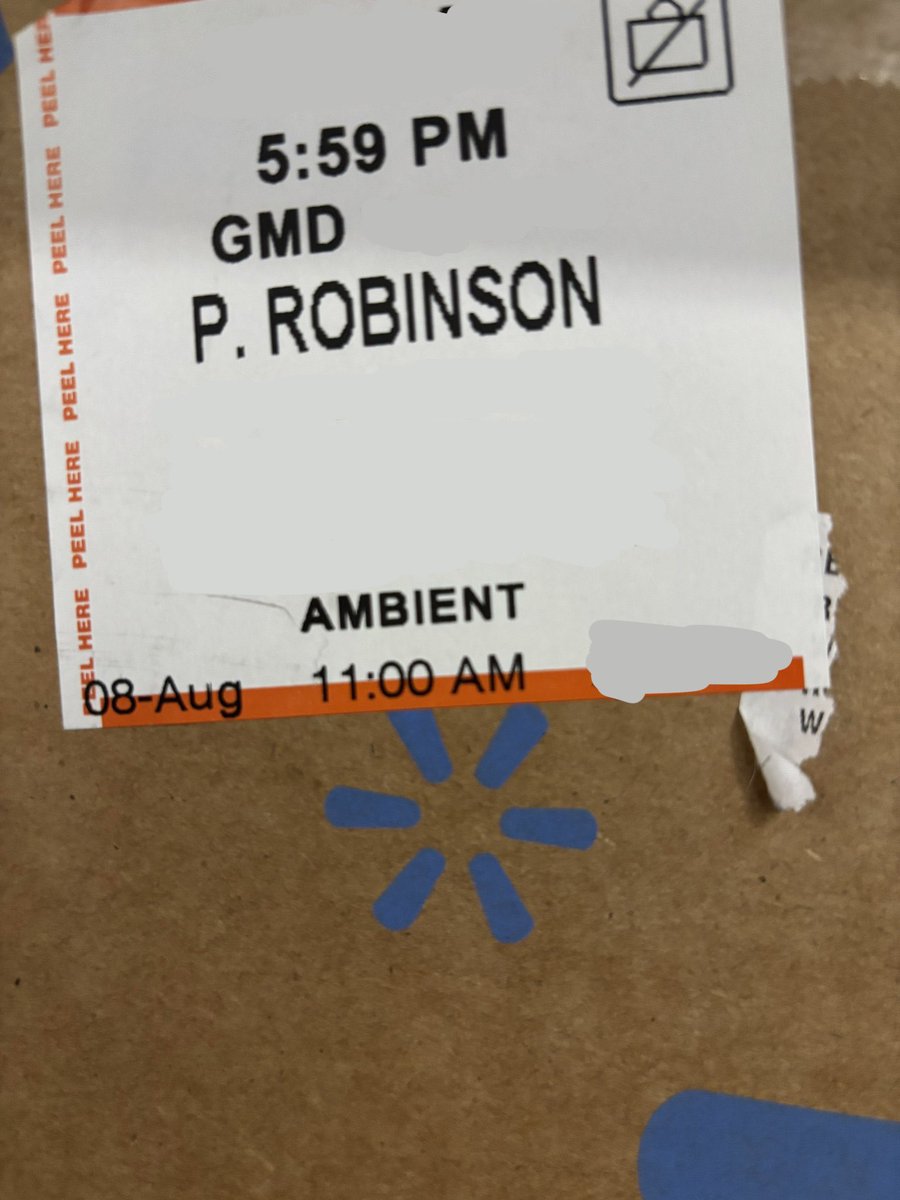 PEEL HERE PEEL HERE PEEL HERE PEEL HERE PEEL HERE
5:59 PM
GMD
P. ROBINSON
AMBIENT
08-Aug 11:00 AM
W